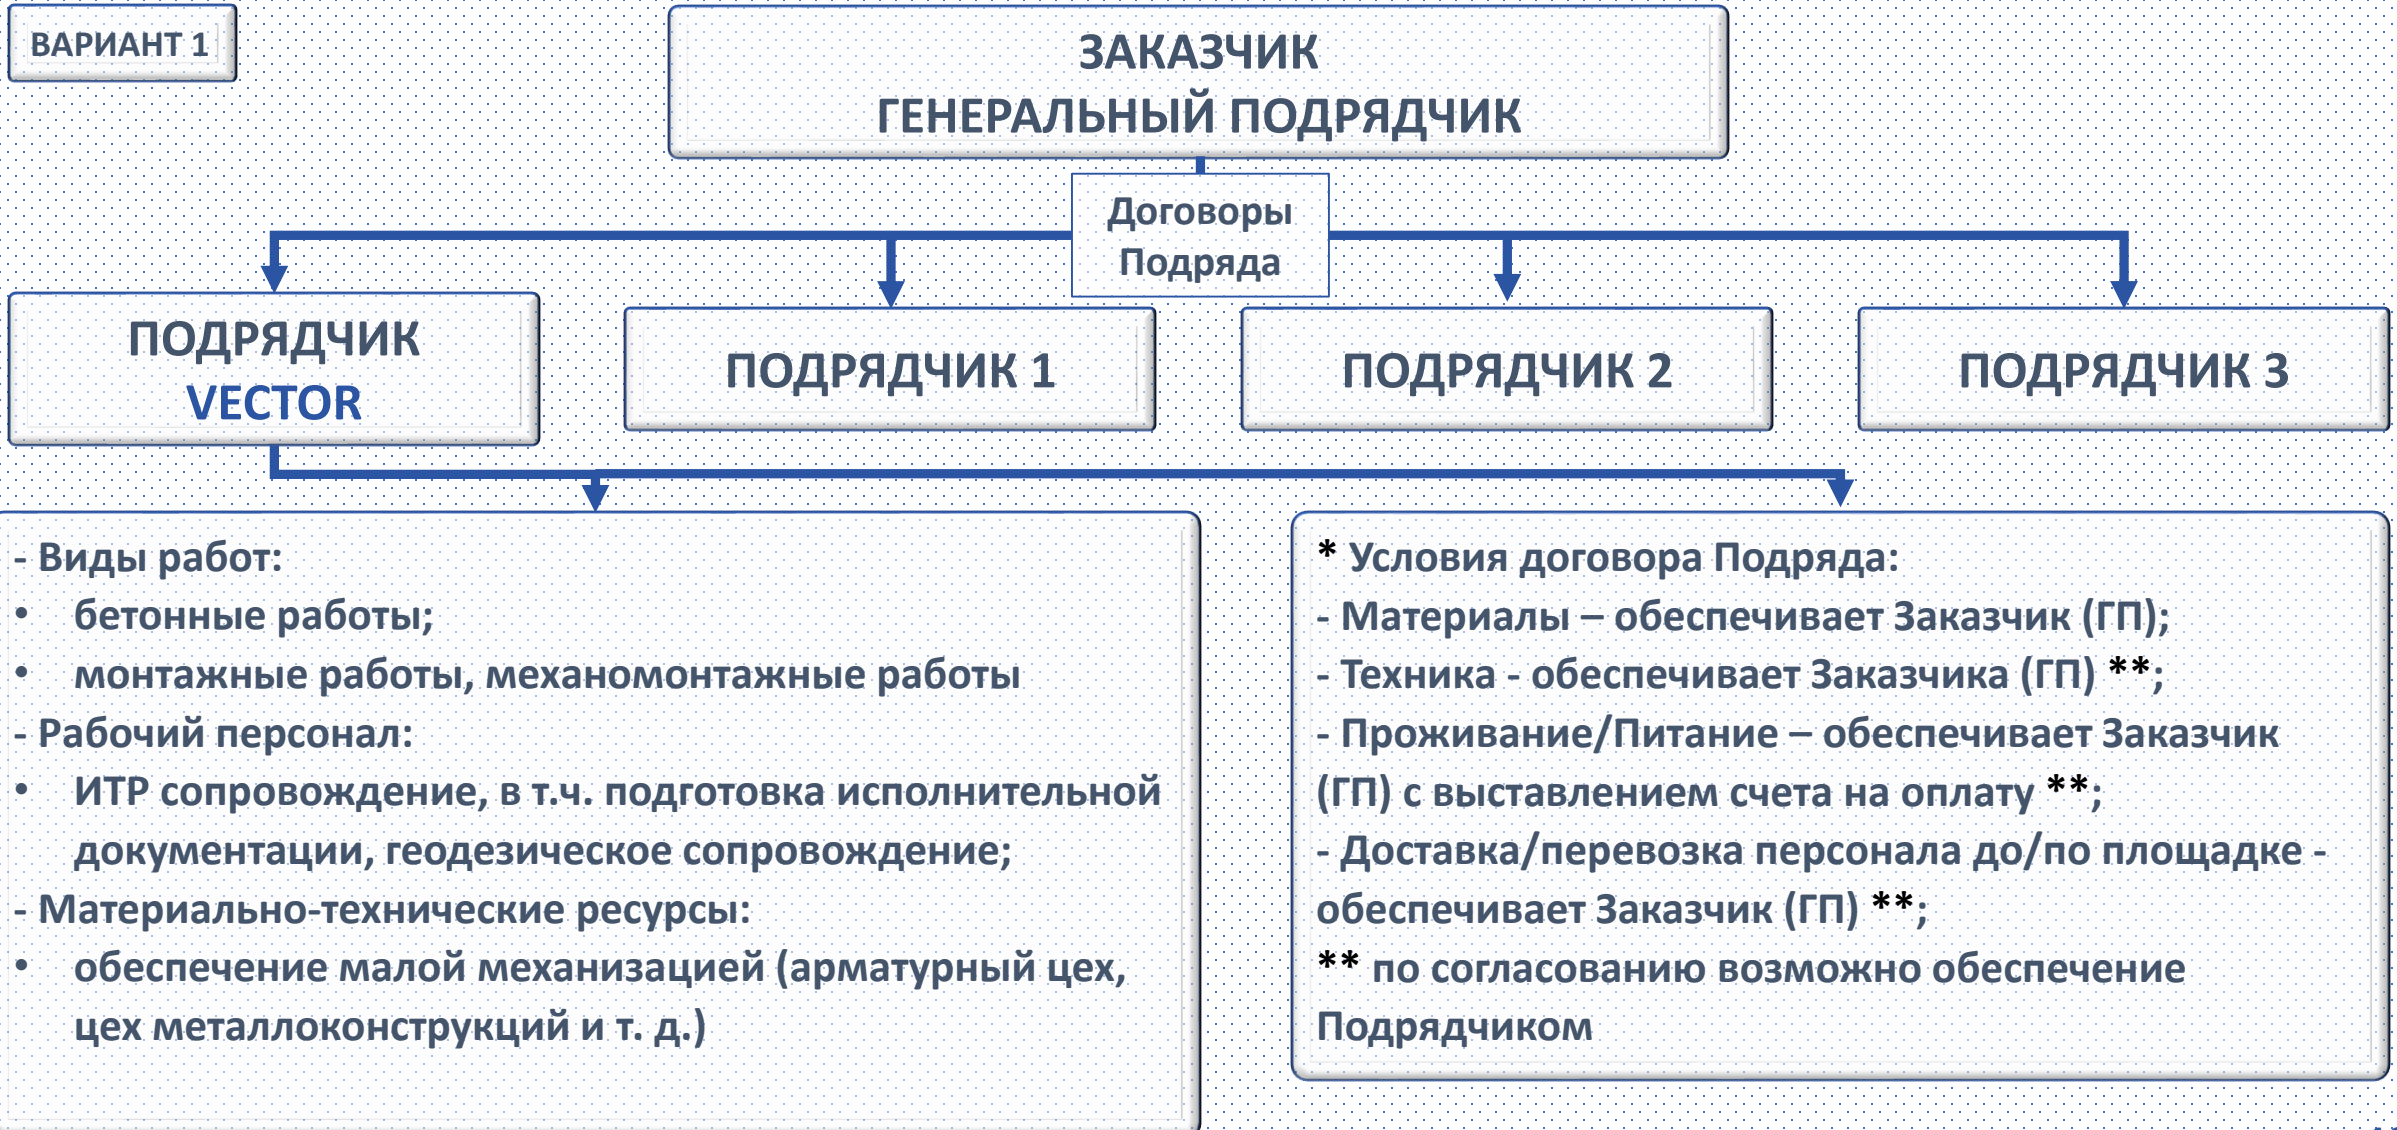 ВАРИАНТ 1
ЗАКАЗЧИК
ГЕНЕРАЛЬНЫЙ ПОДРЯДЧИК
Договоры
Подряда
ПОДРЯДЧИК
VECTOR
ПОДРЯДЧИК 1
ПОДРЯДЧИК 2
ПОДРЯДЧИК 3
- Виды работ:
• бетонные работы;
• монтажные работы, механомонтажные работы
- Рабочий персонал:
• ИТР сопровождение, в т.ч. подготовка исполнительной
документации, геодезическое сопровождение;
- Материально-технические ресурсы:
• обеспечение малой механизацией (арматурный цех,
цех металлоконструкций и т. д.)
* Условия договора Подряда:
- Материалы – обеспечивает Заказчик (ГП);
- Техника - обеспечивает Заказчика (ГП) **;
- Проживание/Питание – обеспечивает Заказчик
(ГП) с выставлением счета на оплату **;
- Доставка/перевозка персонала до/по площадке -
обеспечивает Заказчик (ГП) **;
** по согласованию возможно обеспечение
Подрядчиком